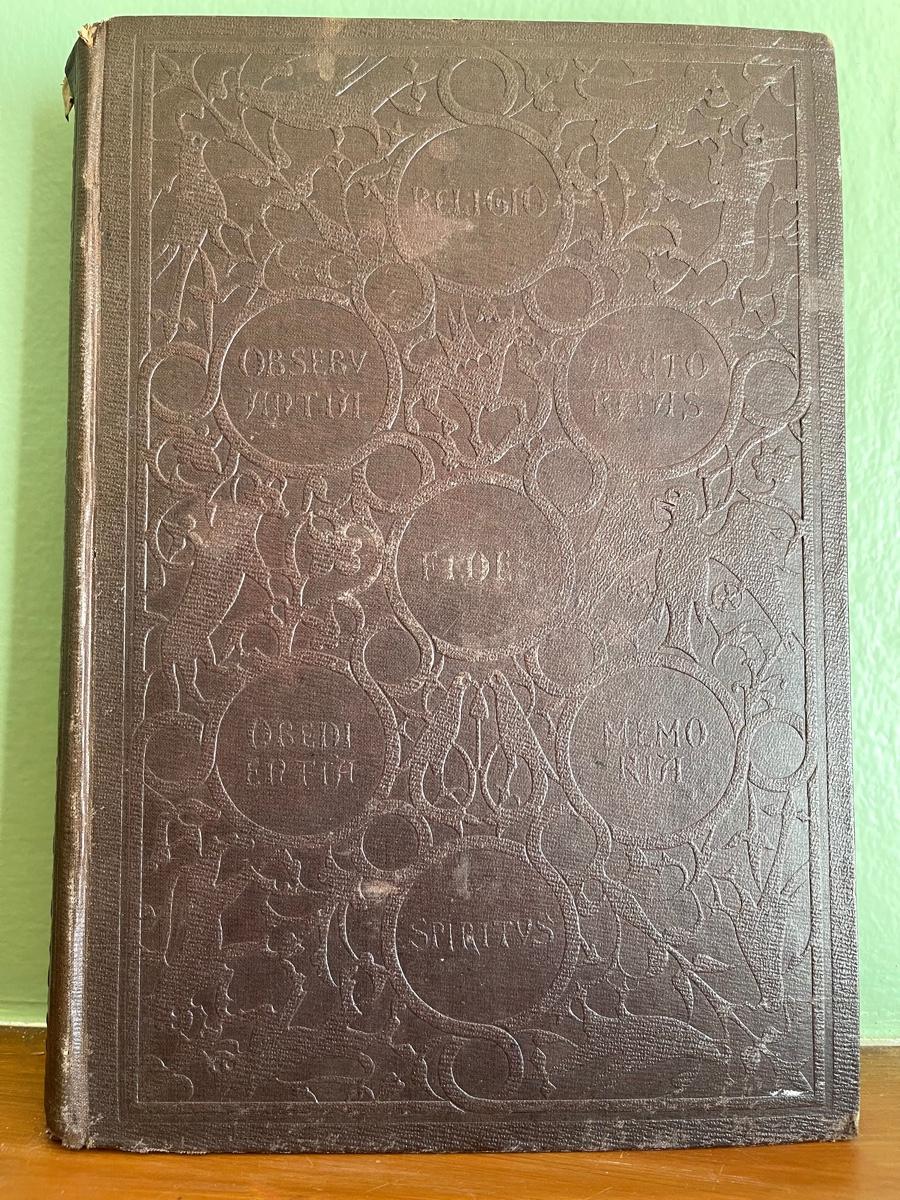 RELIGIO
OBSERV
ANTIA
AVCTO
RITAS
FIDES
OBEDI
ENTIA
MEMO
RIA
SPIRITVS